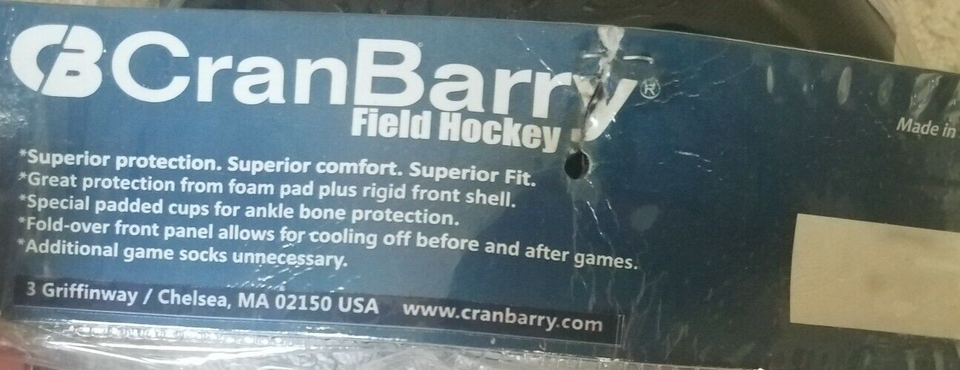 CB CranBarry®
Field Hockey
Made in
*Superior protection. Superior comfort. Superior Fit.
*Great protection from foam pad plus rigid front shell.
*Special padded cups for ankle bone protection.
*Fold-over front panel allows for cooling off before and after games.
*Additional game socks unnecessary.
3 Griffinway / Chelsea, MA 02150 USA www.cranbarry.com